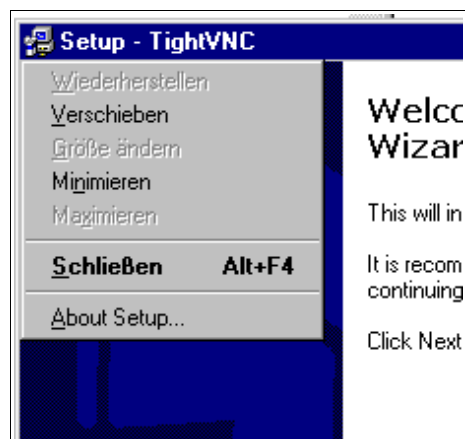 Setup - TightVNC
Wiederherstellen
Verschieben
Größe ändern
Minimieren
Maximieren
Schließen Alt+F4
About Setup...
Welco
Wizar
This will in
It is recom
continuing
Click Next